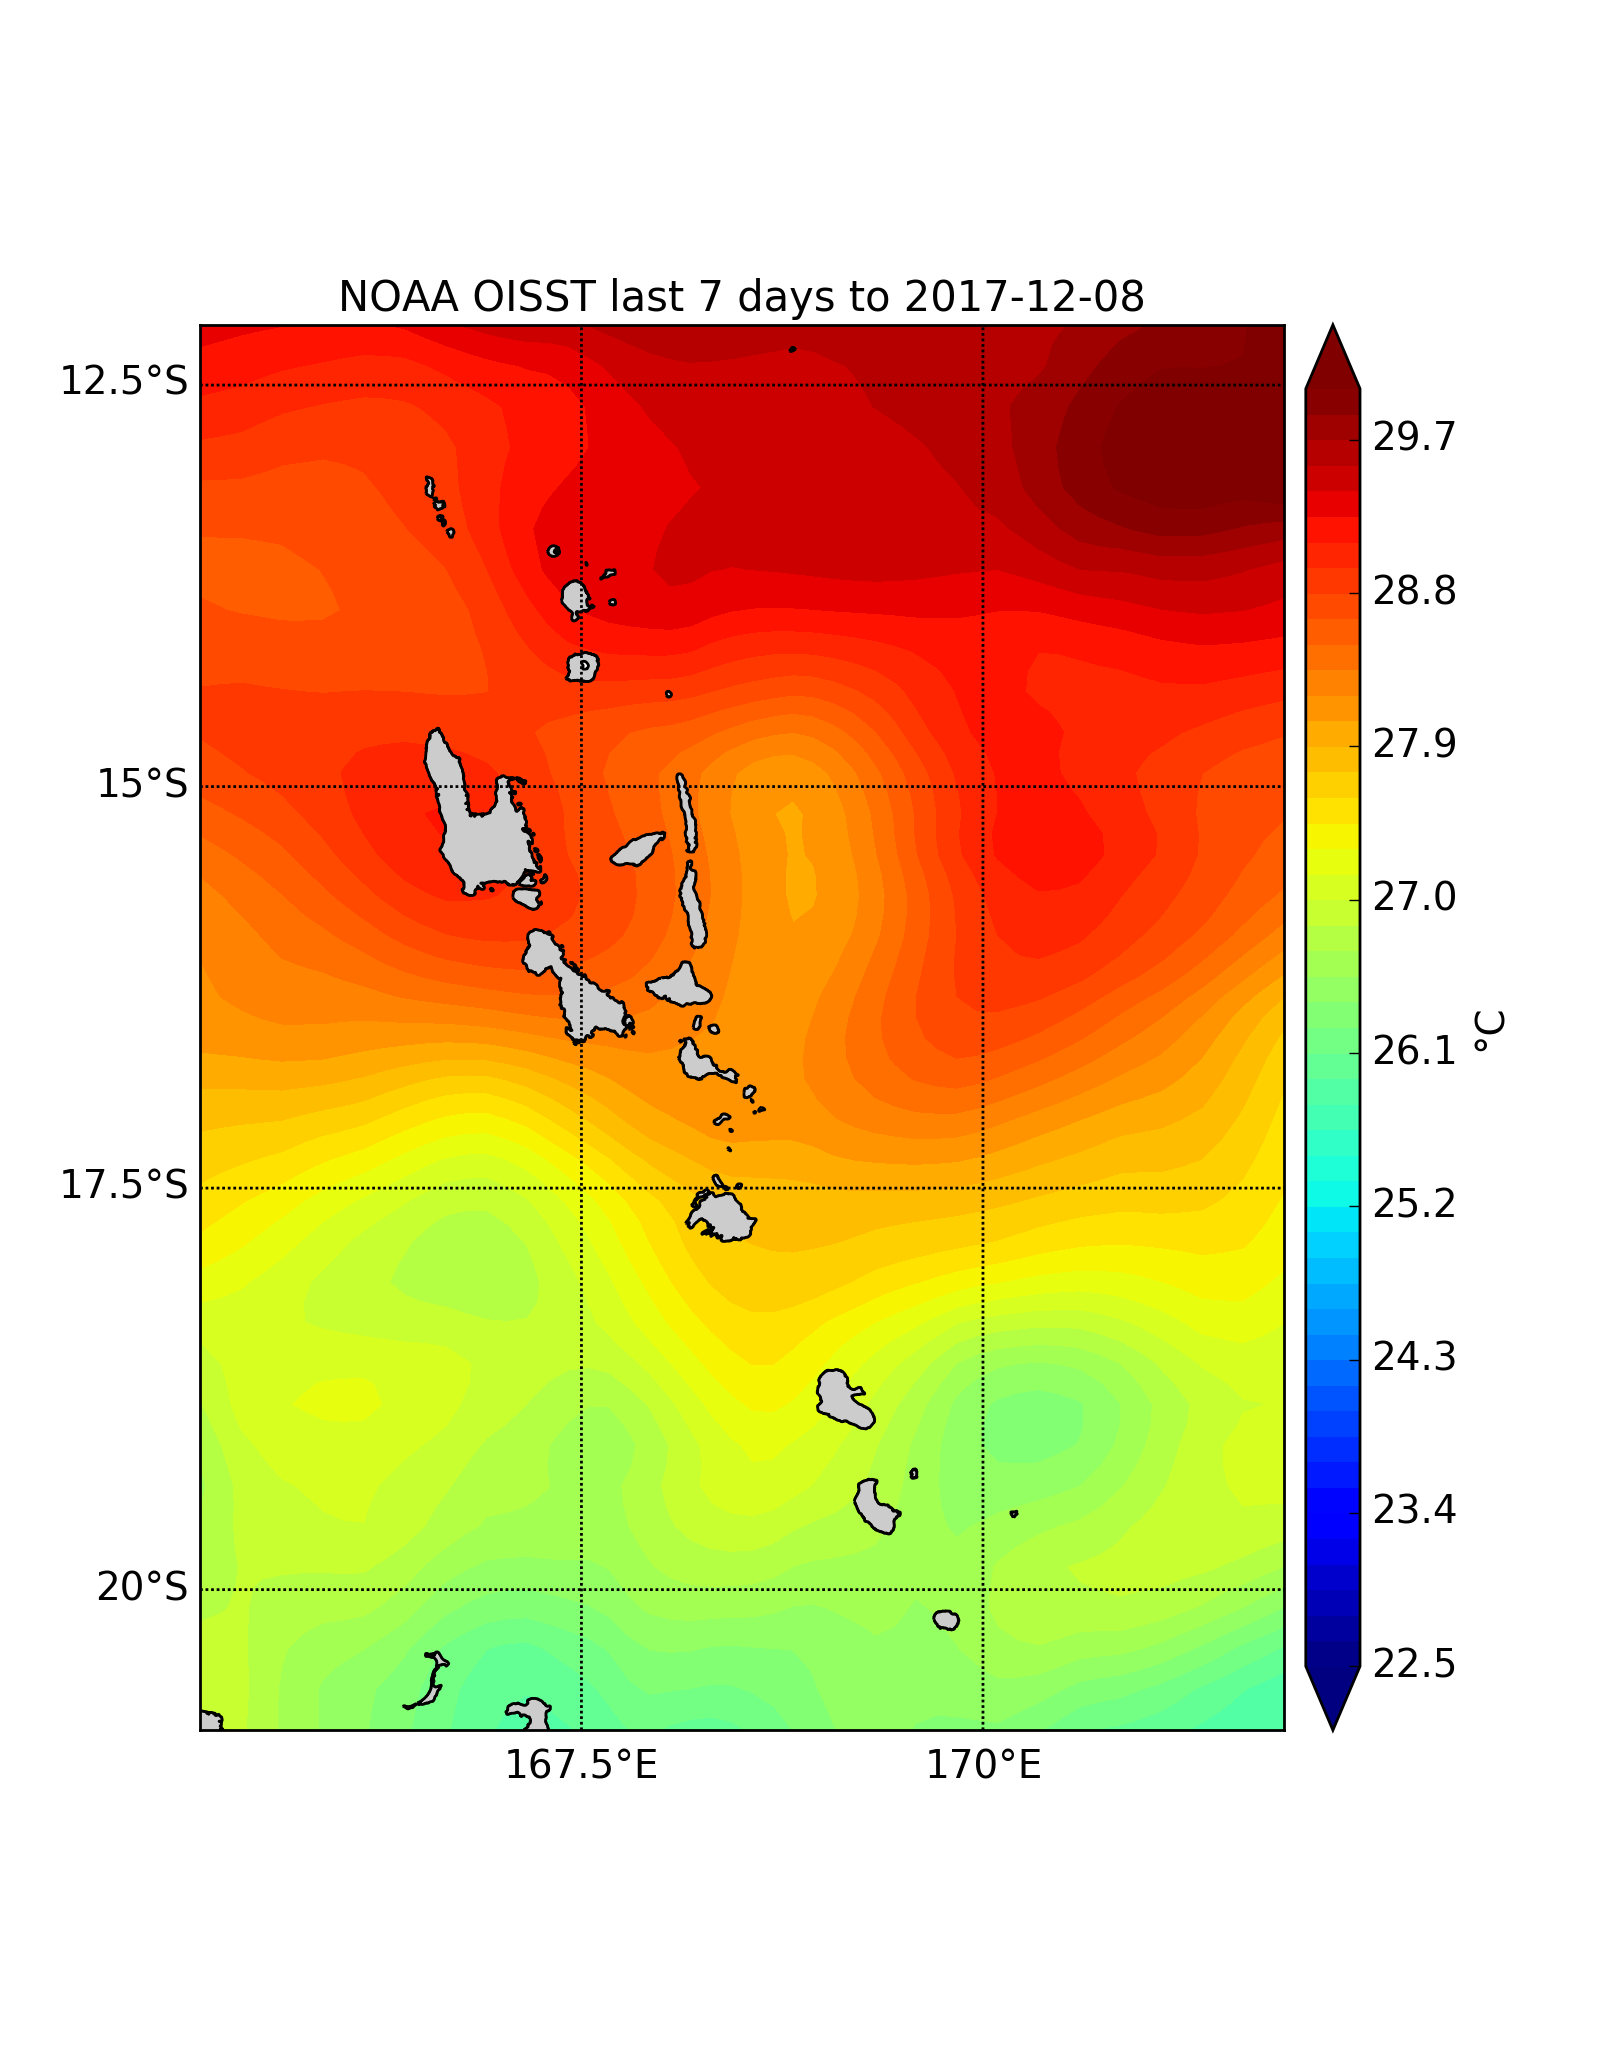 NOAA OISST last 7 days to 2017-12-08
12.5°S
15°S
17.5°S
20°S
167.5°E
170°E
29.7
28.8
27.9
27.0
26.1
25.2
24.3
23.4
22.5
°C